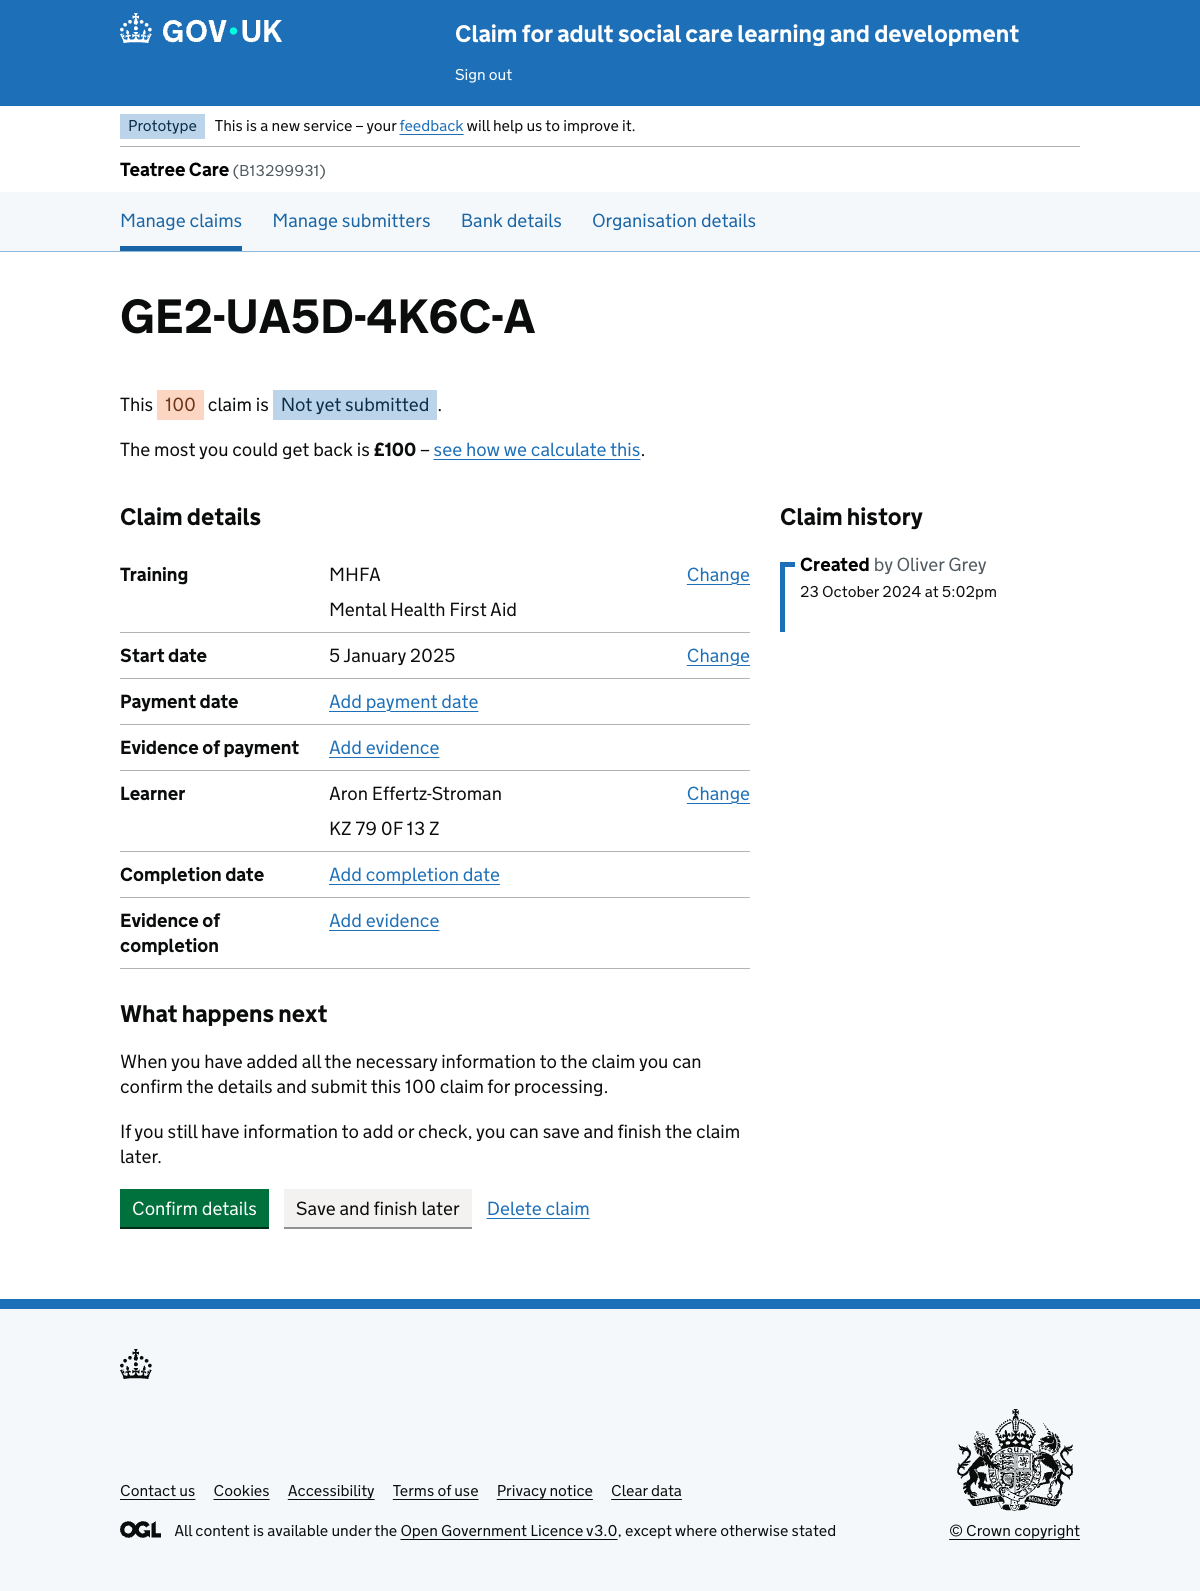 GOV·UK
Claim for adult social care learning and development
Sign out
Prototype This is a new service – your feedback will help us to improve it.
Teatree Care (B13299931)
Manage claims Manage submitters Bank details Organisation details
GE2-UA5D-4K6C-A
This 100 claim is Not yet submitted .
The most you could get back is £100 – see how we calculate this.
Claim details
Training MHFA Change
Mental Health First Aid
Start date 5 January 2025 Change
Payment date Add payment date
Evidence of payment Add evidence
Learner Aron Effertz-Stroman Change
KZ 79 0F 13 Z
Completion date Add completion date
Evidence of Add evidence
completion
Claim history
Created by Oliver Grey
23 October 2024 at 5:02pm
What happens next
When you have added all the necessary information to the claim you can
confirm the details and submit this 100 claim for processing.
If you still have information to add or check, you can save and finish the claim
later.
Confirm details Save and finish later Delete claim
Contact us Cookies Accessibility Terms of use Privacy notice Clear data
OGL All content is available under the Open Government Licence v3.0, except where otherwise stated
© Crown copyright